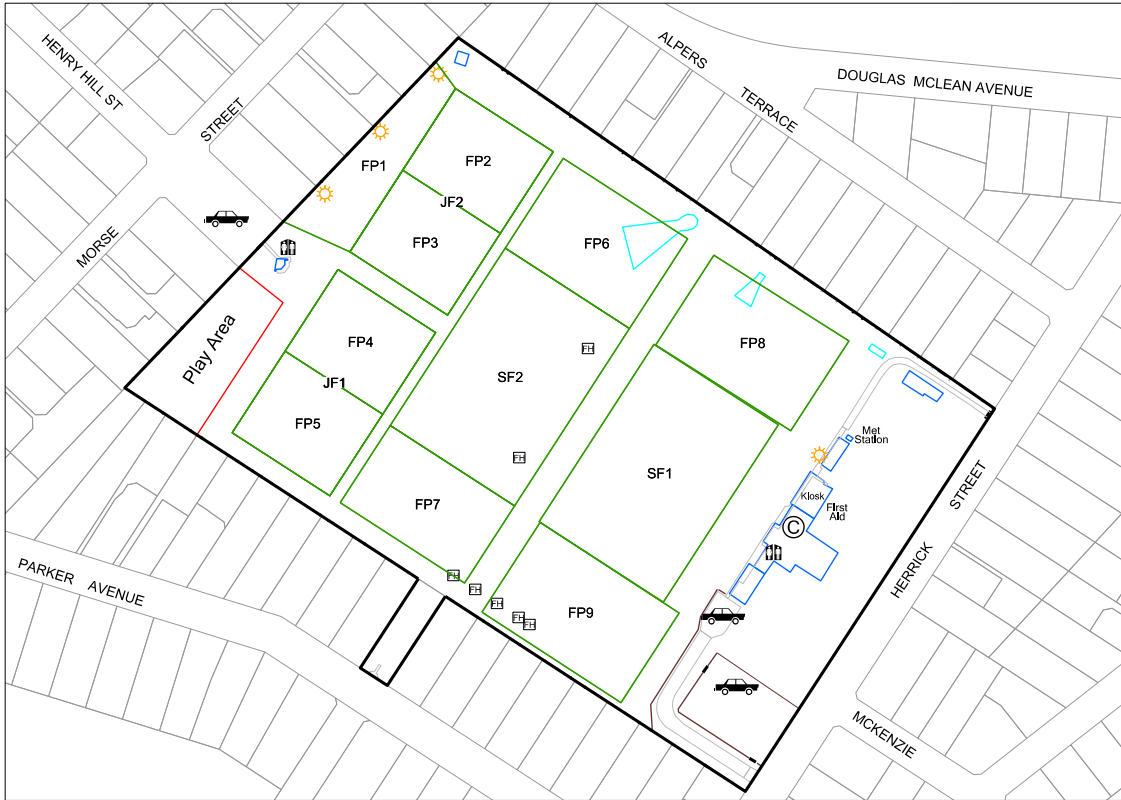 HENRY HILL ST
STREET
MORSE
ALPERS
TERRACE
DOUGLAS MCLEAN AVENUE
FP1
FP2
JF2
FP3
FP6
FP8
FP4
JF1
FP5
SF2
FH
FH
SF1
FP7
FP9
Play Area
Met
Station
Kiosk
First
Aid
C
FH
FH
FH
FH
FH
HERRICK
STREET
MCKENZIE
PARKER AVENUE